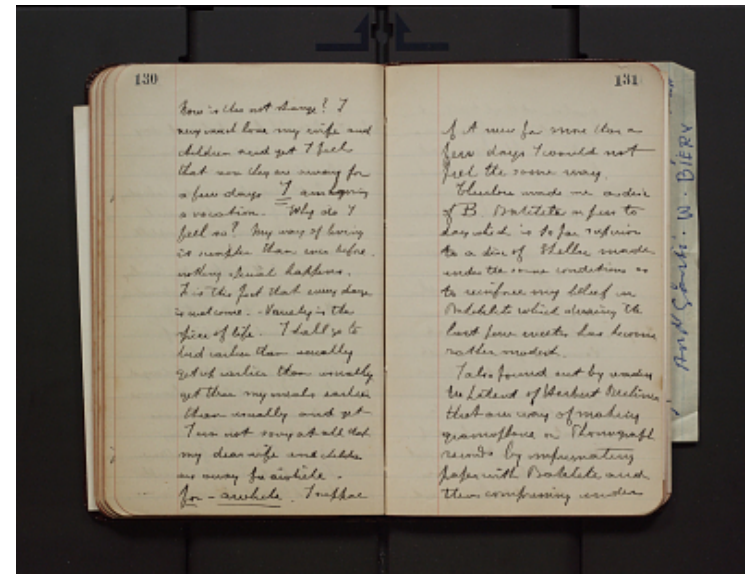 130
How is this not strange? I
very much love my wife and
children and yet I feel
that now they are away for
a few days I am enjoying
a vacation. Why do I
feel so? My way of living
is simpler than ever before.
nothing special happens.
It is the fact that every change
is welcome. - Variety is the
spice of life. I shall go to
bed earlier than usually
get up earlier than usually
get thru my meals earlier
than usually and yet
I am not sorry at all that
my dear wife and children
are away for awhile.
for - awhile. I suppose
131
if it were for more than a
few days I would not
feel the same way.
Thurlow made me a disc
of B. Bakelite to
day which is so far superior
to a disc of Shellac made
under the same conditions as
to reinforce my belief in
Bakelite which during the
last few weeks has become
rather modest.
I also found out by reading
the patent of Herbert
that one way of making
gramophone or Phonograph
records by impregnating
paper with Bakelite and
then compressing under
W. BIERY